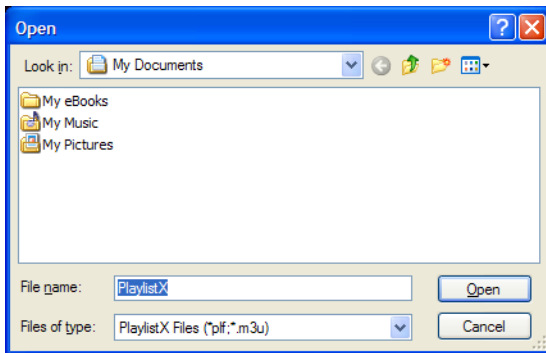 Open
Look in: My Documents
My eBooks
My Music
My Pictures
File name: PlaylistX Open
Files of type: PlaylistX Files (*plf;*.m3u) Cancel